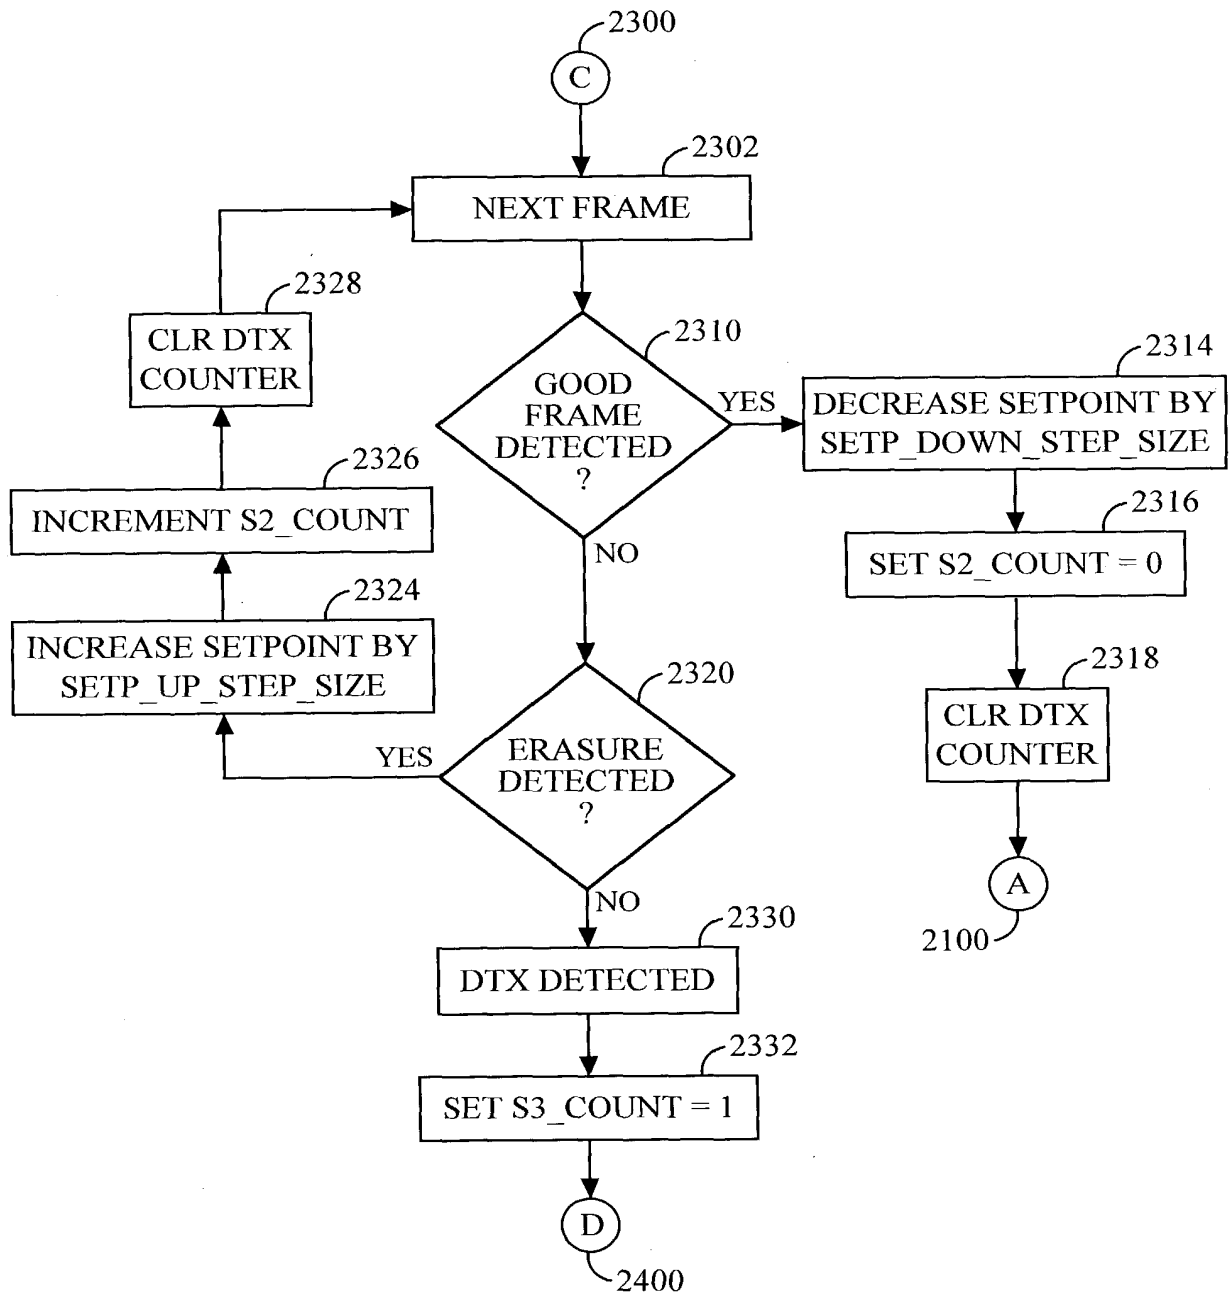 2300
C
2302
NEXT FRAME
2328
CLR DTX
COUNTER
2310
GOOD
FRAME
DETECTED
?
YES
NO
2314
DECREASE SETPOINT BY
SETP_DOWN_STEP_SIZE
2326
INCREMENT S2_COUNT
2316
SET S2_COUNT = 0
2324
INCREASE SETPOINT BY
SETP_UP_STEP_SIZE
2320
ERASURE
DETECTED
?
YES
NO
2318
CLR DTX
COUNTER
A
2100
2330
DTX DETECTED
2332
SET S3_COUNT = 1
D
2400